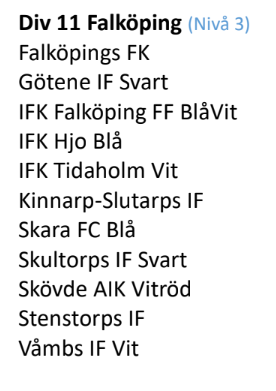 Div 11 Falköping (Nivå 3)
Falköpings FK
Götene IF Svart
IFK Falköping FF BlåVit
IFK Hjo Blå
IFK Tidaholm Vit
Kinnarp-Slutarps IF
Skara FC Blå
Skultorps IF Svart
Skövde AIK Vitröd
Stenstorps IF
Våmbs IF Vit